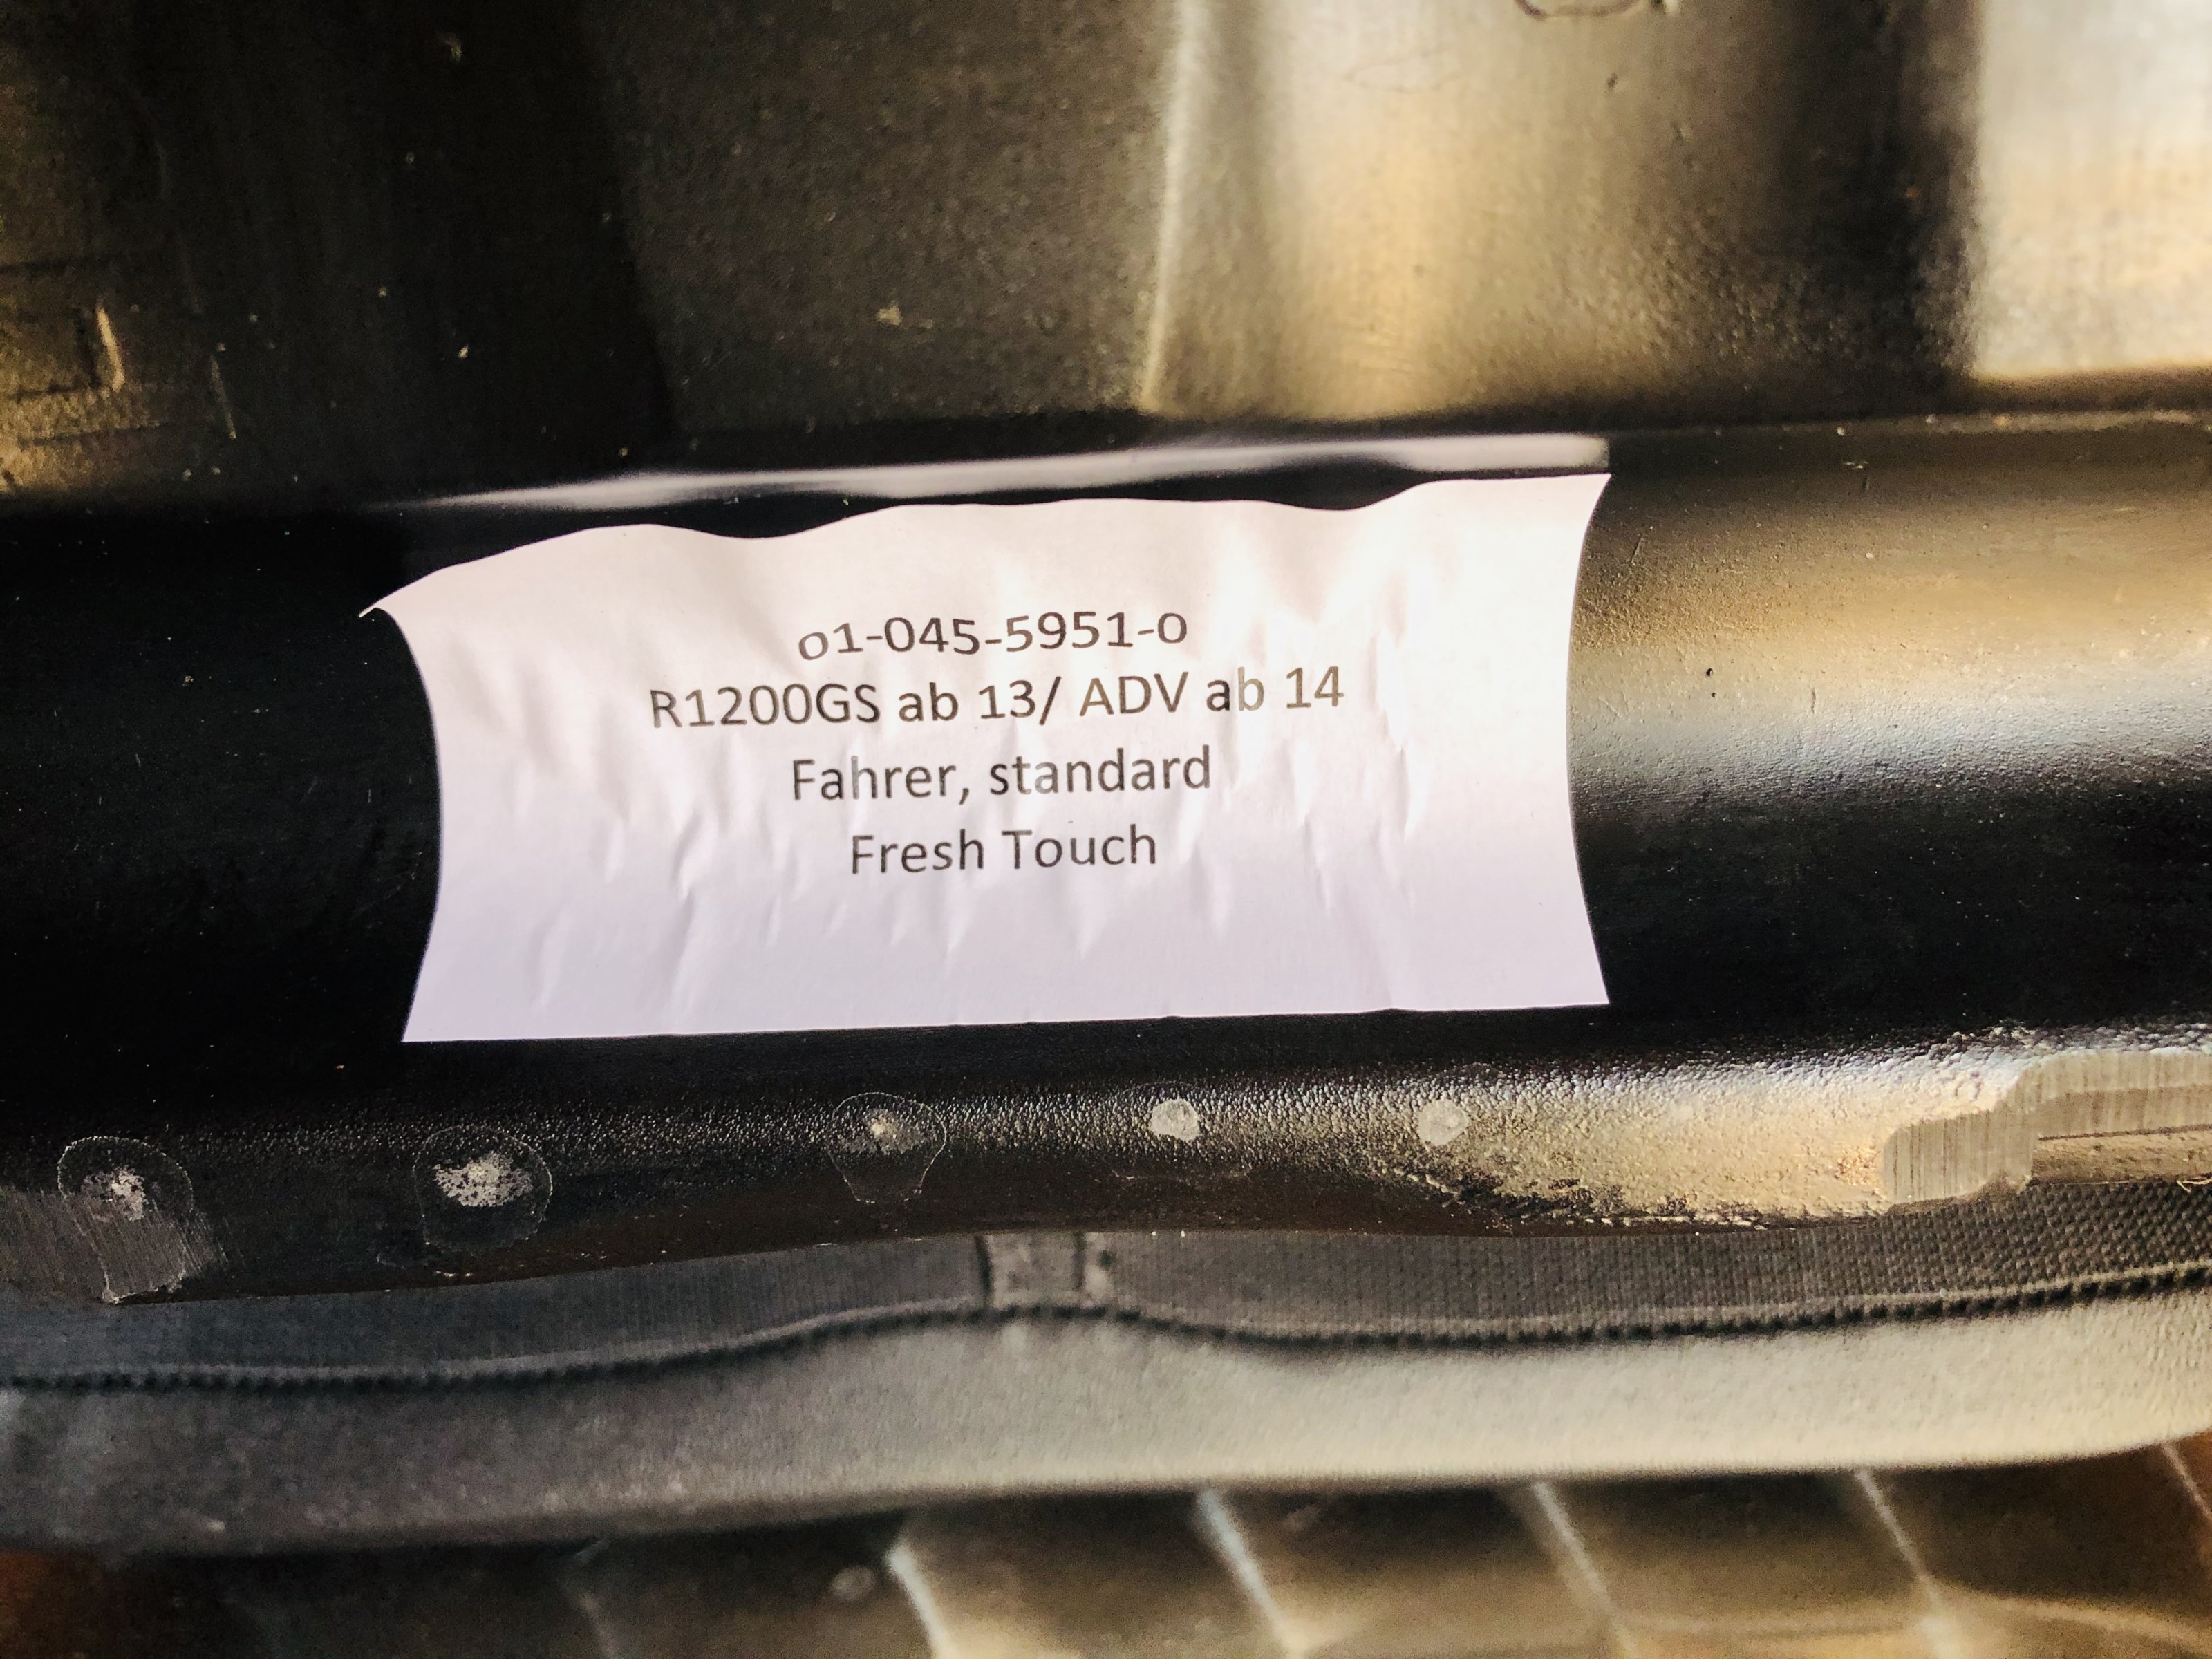 01-045-5951-0
R1200GS ab 13/ ADV ab 14
Fahrer, standard
Fresh Touch